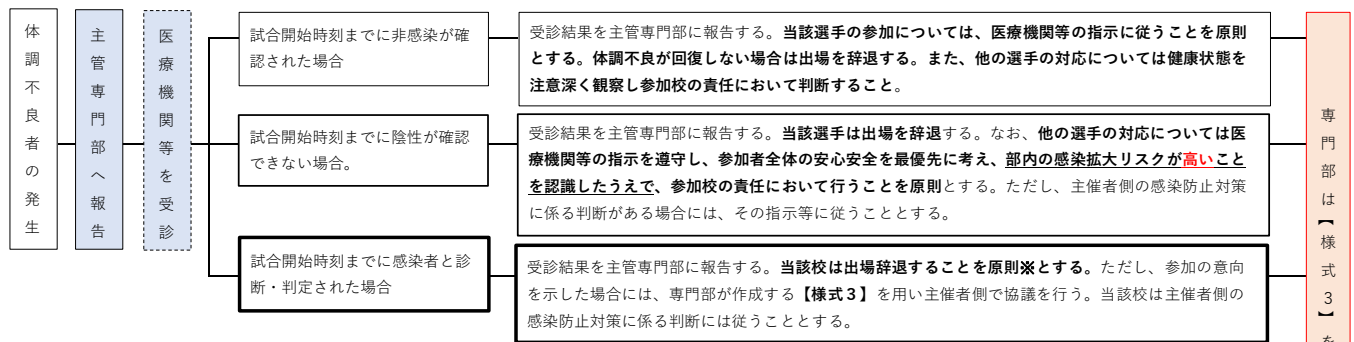 体調不良者の発生
主管専門部へ報告
医療機関等を受診
試合開始時刻までに非感染が確
認された場合
受診結果を主管専門部に報告する。当該選手の参加については、医療機関等の指示に従うことを原則
とする。体調不良が回復しない場合は出場を辞退する。また、他の選手の対応については健康状態を
注意深く観察し参加校の責任において判断すること。
試合開始時刻までに陰性が確認
できない場合。
受診結果を主管専門部に報告する。当該選手は出場を辞退する。なお、他の選手の対応については医
療機関等の指示を遵守し、参加者全体の安心安全を最優先に考え、部内の感染拡大リスクが高いこと
を認識したうえで、参加校の責任において行うことを原則とする。ただし、主催者側の感染防止対策
に係る判断がある場合には、その指示等に従うこととする。
試合開始時刻までに感染者と診
断・判定された場合
受診結果を主管専門部に報告する。当該校は出場辞退することを原則※とする。ただし、参加の意向
を示した場合には、専門部が作成する【様式３】を用い主催者側で協議を行う。当該校は主催者側の
感染防止対策に係る判断には従うこととする。
専門部は【様式３】を